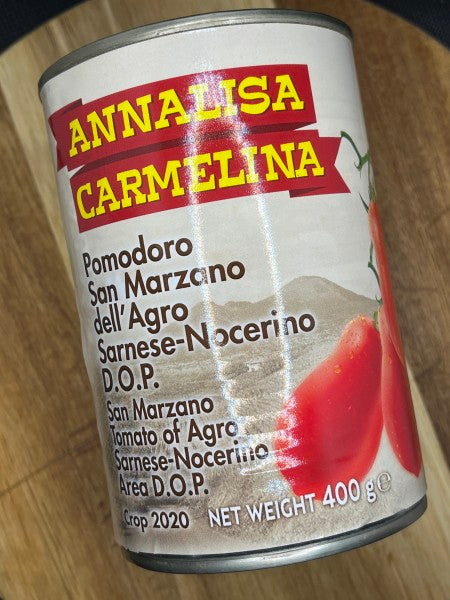 ANNALISA
CARMELINA
Pomodoro
San Marzano
dell'Agro
Sarnese-Nocerino
D.O.P.
San Marzano
Tomato of Agro
Sarnese-Nocerino
Area D.O.P.
Crop 2020
NET WEIGHT 400 g℮